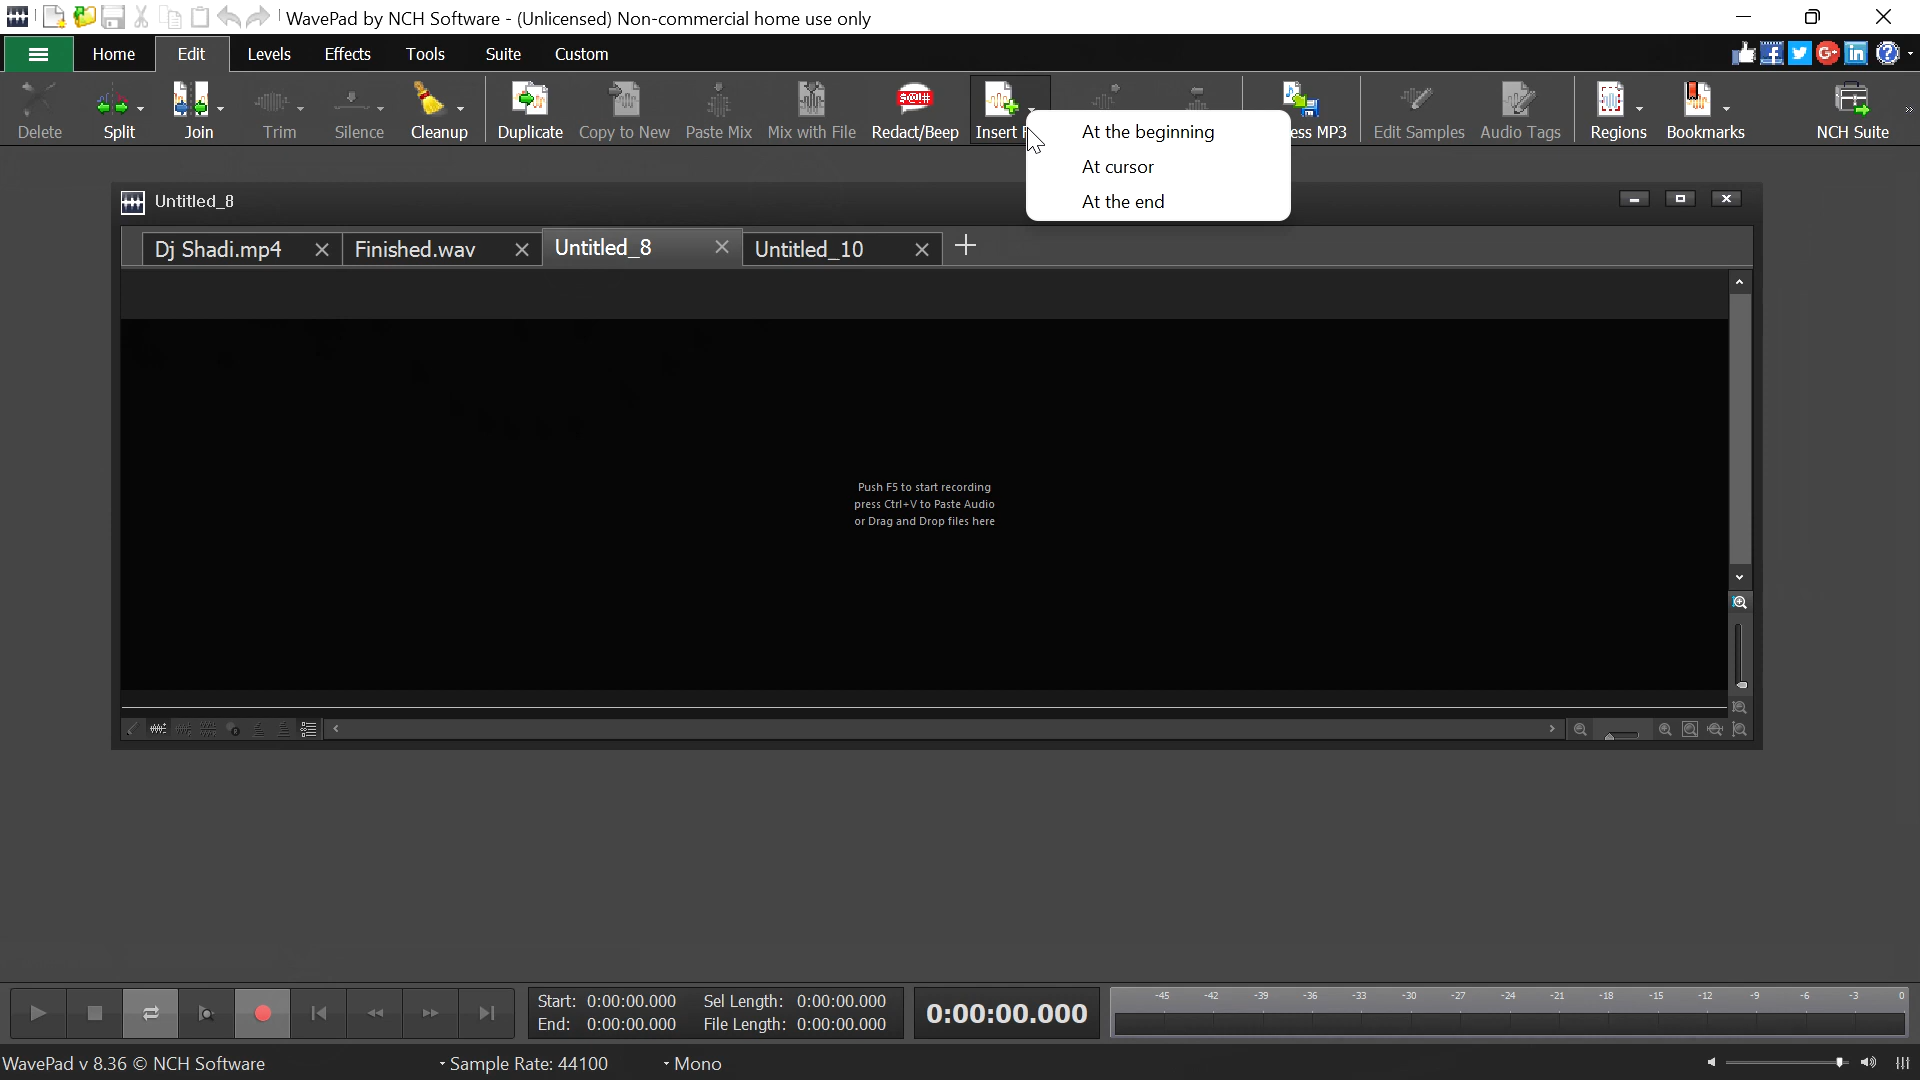 WavePad by NCH Software - (Unlicensed) Non-commercial home use only
Home Edit Levels Effects Tools Suite Custom
Delete Split Join Trim Silence Cleanup Duplicate Copy to New Paste Mix Mix with File Redact/Beep Insert ess MP3 Edit Samples Audio Tags Regions Bookmarks NCH Suite
At the beginning
At cursor
At the end
Untitled_8
Dj Shadi.mp4 Finished.wav Untitled_8 Untitled_10
Push F5 to start recording
press Ctrl+V to Paste Audio
or Drag and Drop files here
Start: 0:00:00.000 Sel Length: 0:00:00.000
End: 0:00:00.000 File Length: 0:00:00.000
0:00:00.000
-45 -42 -39 -36 -33 -30 -27 -24 -21 -18 -15 -12 -9 -6 -3 0
WavePad v 8.36 © NCH Software Sample Rate: 44100 Mono